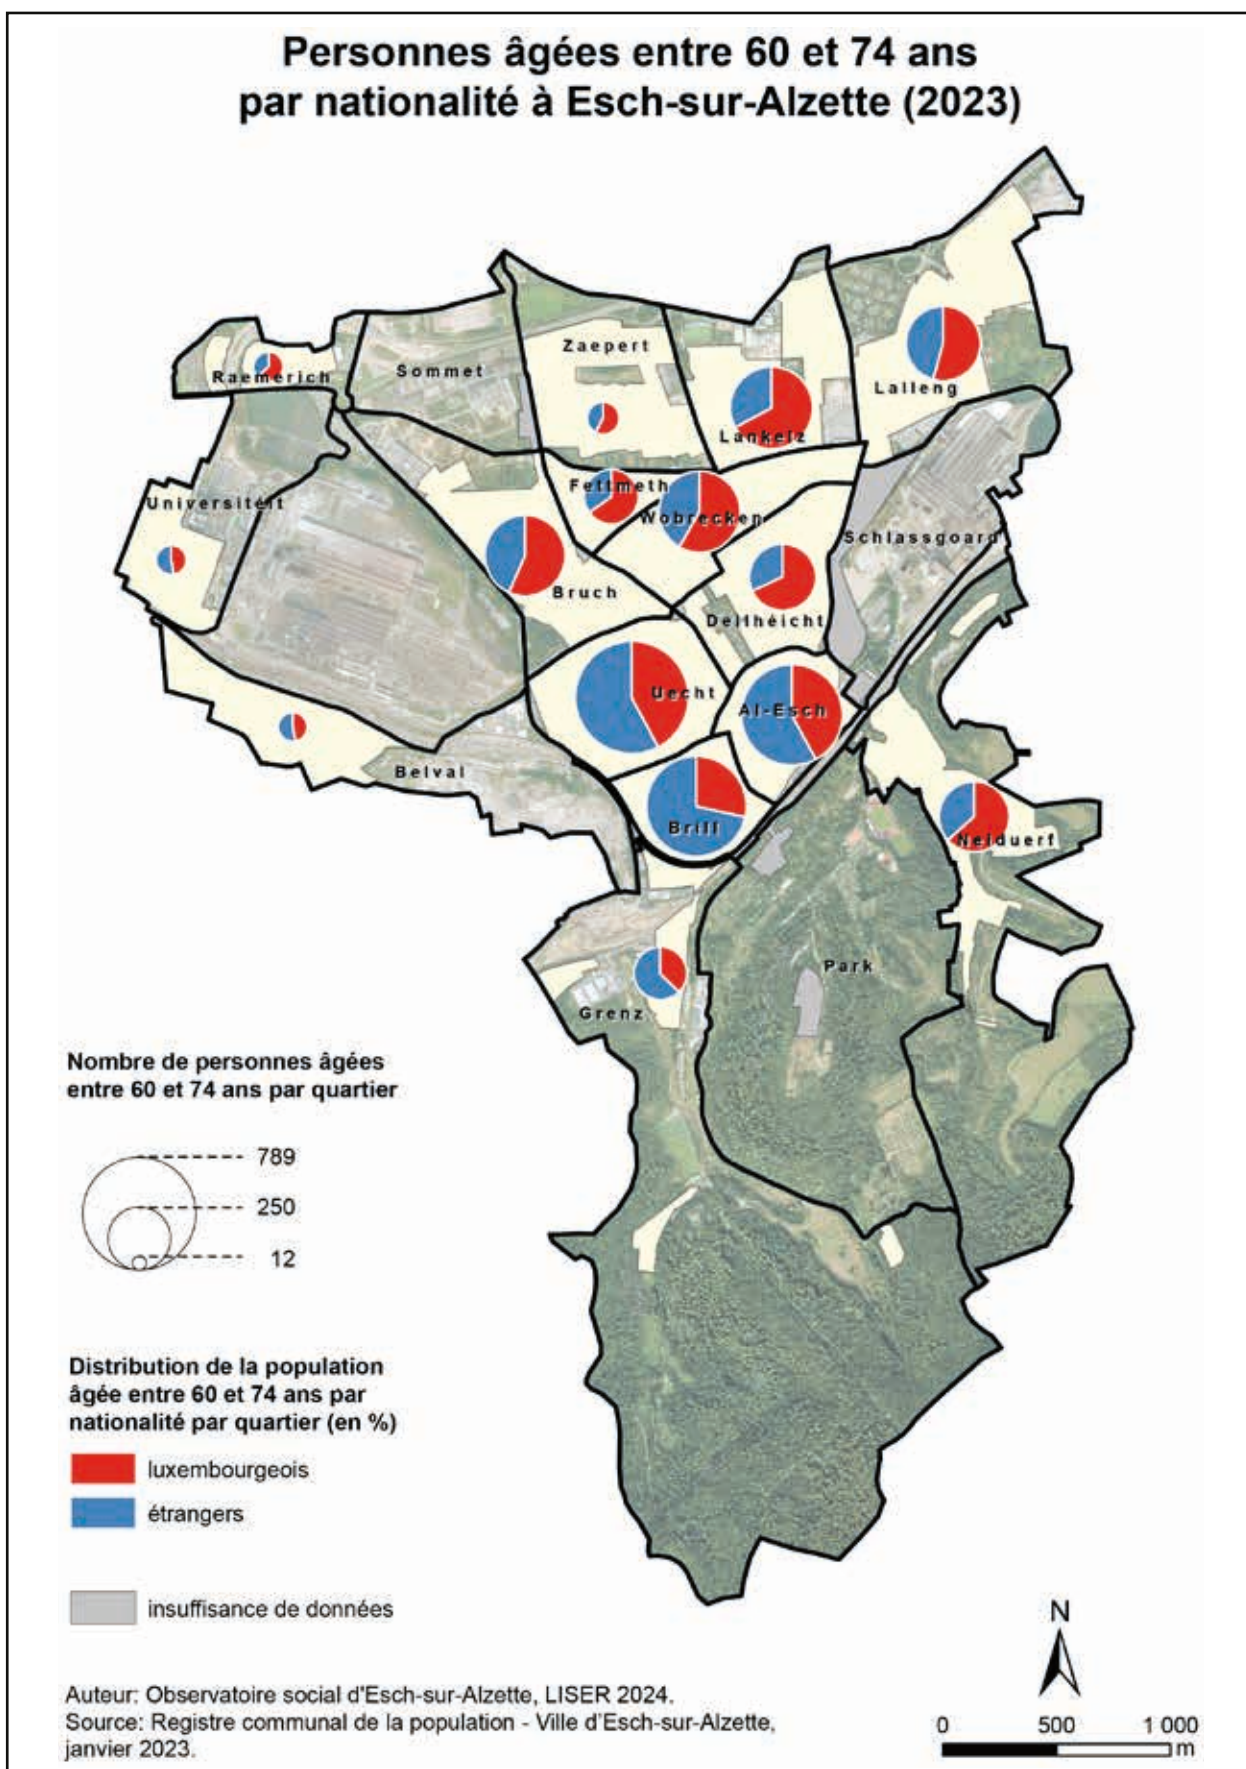 Personnes âgées entre 60 et 74 ans
par nationalité à Esch-sur-Alzette (2023)
Zaepert
Sommet
Raemerich
Lalleng
Lankelz
Fettmeth
Universitéit
Wobrecken
Schlassgoard
Bruch
Dellhéicht
Uecht
Al-Esch
Belval
Brill
Neiduerf
Park
Grenz
Nombre de personnes âgées
entre 60 et 74 ans par quartier
789
250
12
Distribution de la population
âgée entre 60 et 74 ans par
nationalité par quartier (en %)
luxembourgeois
étrangers
insuffisance de données
N
Auteur: Observatoire social d'Esch-sur-Alzette, LISER 2024.
Source: Registre communal de la population - Ville d'Esch-sur-Alzette,
janvier 2023.
0 500 1 000
m